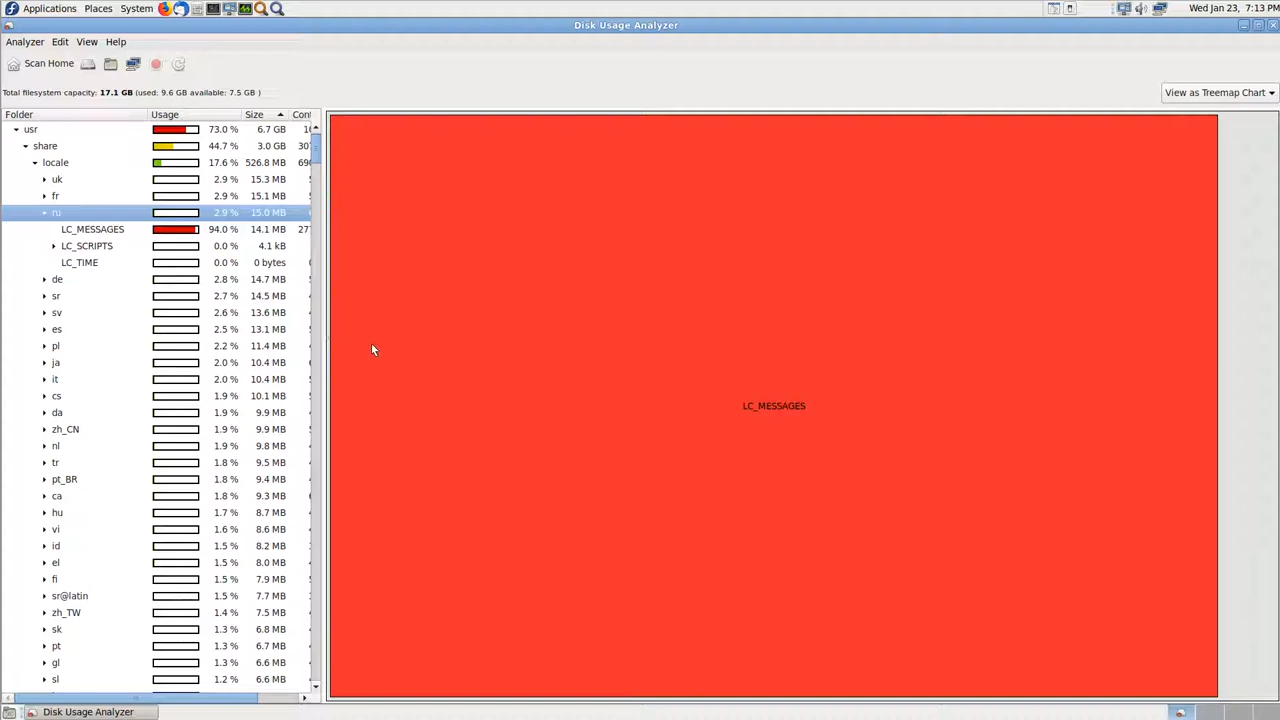 Applications Places System Wed Jan 23, 7:13 PM
Disk Usage Analyzer
Analyzer Edit View Help
Scan Home
Total filesystem capacity: 17.1 GB (used: 9.6 GB available: 7.5 GB )
View as Treemap Chart
Folder Usage Size Cont
usr 73.0 % 6.7 GB
share 44.7 % 3.0 GB
locale 17.6 % 526.8 MB
uk 2.9 % 15.3 MB
fr 2.9 % 15.1 MB
ru 2.9 % 15.0 MB
LC_MESSAGES 94.0 % 14.1 MB
LC_SCRIPTS 0.0 % 4.1 kB
LC_TIME 0.0 % 0 bytes
de 2.8 % 14.7 MB
sr 2.7 % 14.5 MB
sv 2.6 % 13.6 MB
es 2.5 % 13.1 MB
pl 2.2 % 11.4 MB
ja 2.0 % 10.4 MB
it 2.0 % 10.4 MB
cs 1.9 % 10.1 MB
da 1.9 % 9.9 MB
zh_CN 1.9 % 9.9 MB
nl 1.9 % 9.8 MB
tr 1.8 % 9.5 MB
pt_BR 1.8 % 9.4 MB
ca 1.8 % 9.3 MB
hu 1.7 % 8.7 MB
vi 1.6 % 8.6 MB
id 1.5 % 8.2 MB
el 1.5 % 8.0 MB
fi 1.5 % 7.9 MB
sr@latin 1.5 % 7.7 MB
zh_TW 1.4 % 7.5 MB
sk 1.3 % 6.8 MB
pt 1.3 % 6.7 MB
gl 1.3 % 6.6 MB
sl 1.2 % 6.6 MB
LC_MESSAGES
Disk Usage Analyzer